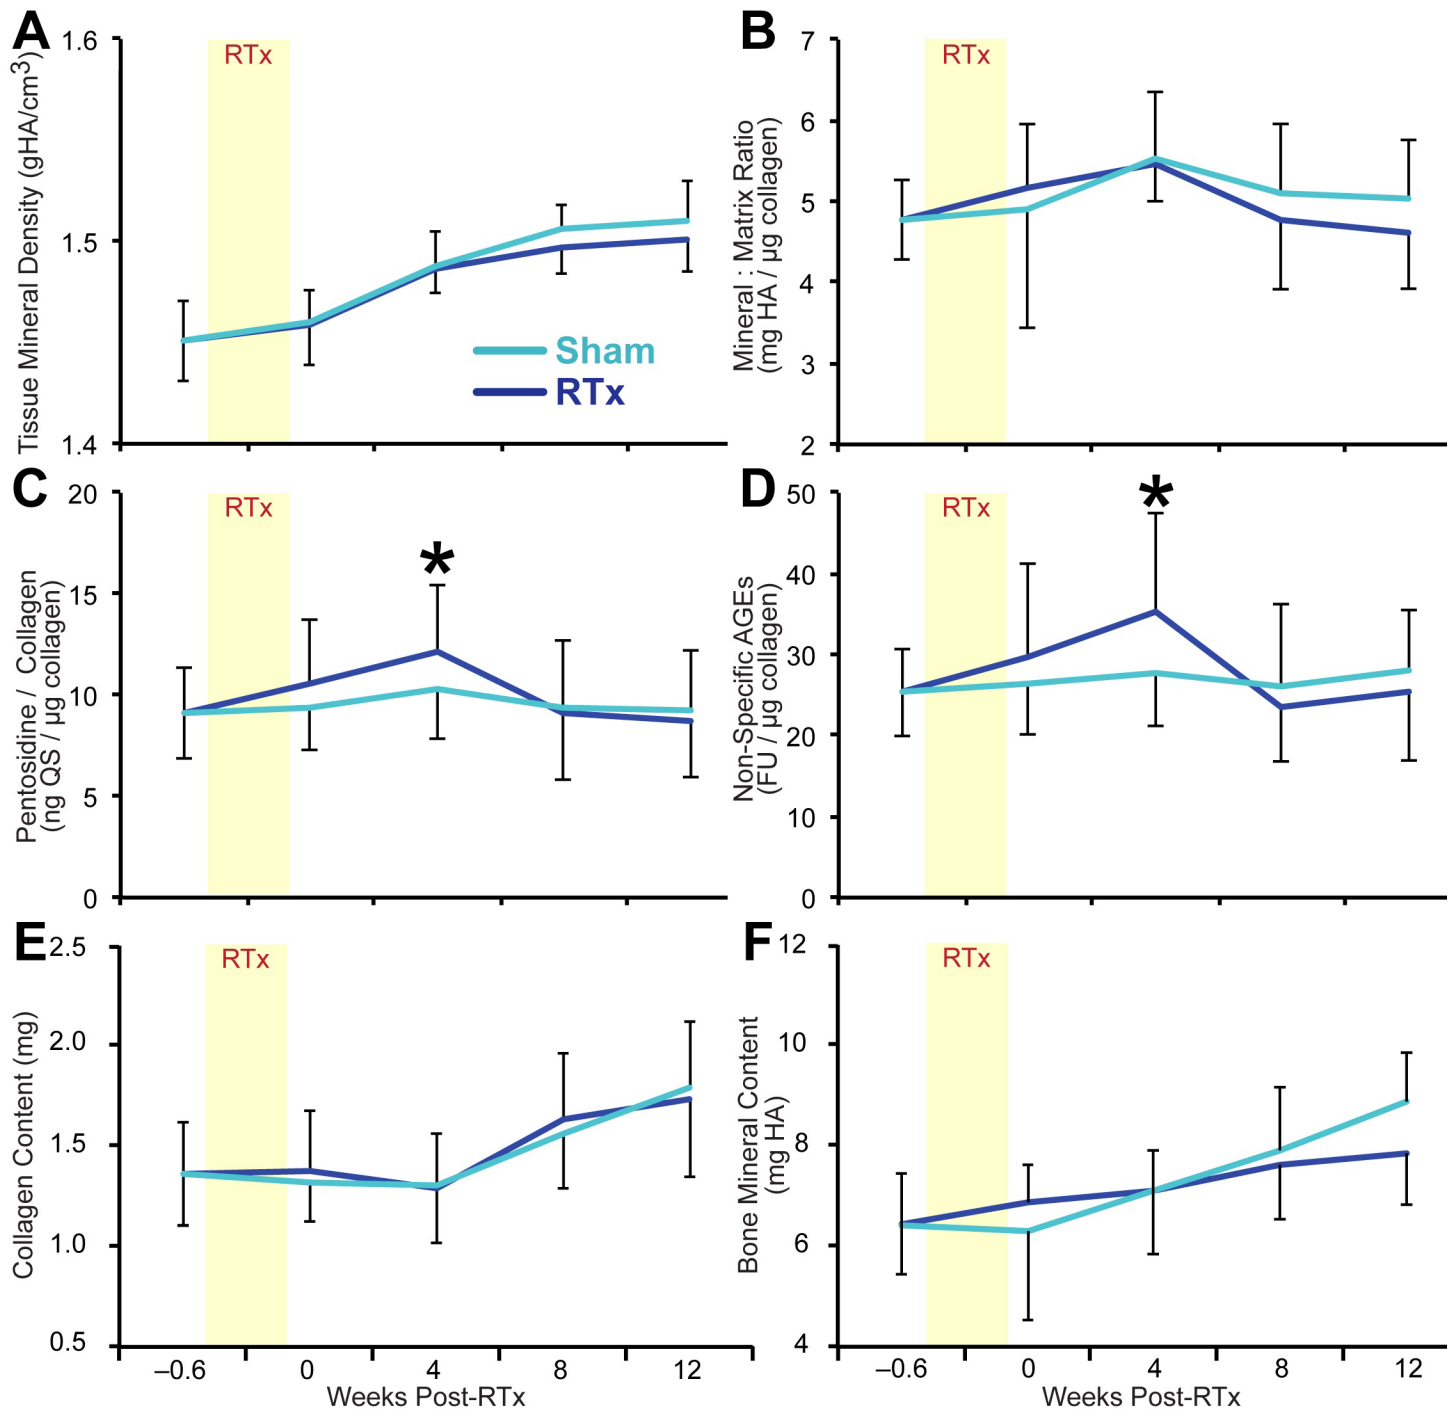 A
Tissue Mineral Density (gHA/cm³)
1.6
1.5
1.4
RTx
Sham
RTx
B
Mineral : Matrix Ratio
(mg HA / µg collagen)
7
6
5
4
3
2
RTx
C
Pentosidine / Collagen
(ng QS / µg collagen)
20
15
10
5
0
RTx
*
D
Non-Specific AGEs
(FU / µg collagen)
50
40
30
20
10
0
RTx
*
E
Collagen Content (mg)
2.5
2.0
1.5
1.0
0.5
RTx
–0.6 0 4 8 12
Weeks Post-RTx
F
Bone Mineral Content
(mg HA)
12
10
8
6
4
RTx
–0.6 0 4 8 12
Weeks Post-RTx